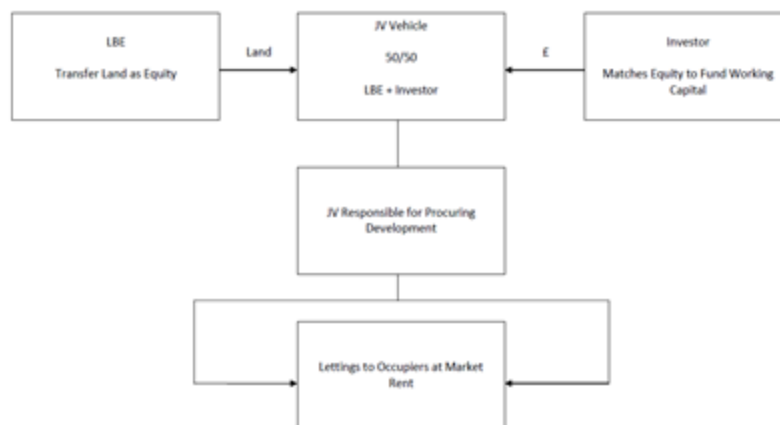 LBE
Transfer Land as Equity
Land
JV Vehicle
50/50
LBE + Investor
£
Investor
Matches Equity to Fund Working
Capital
JV Responsible for Procuring
Development
Lettings to Occupiers at Market
Rent